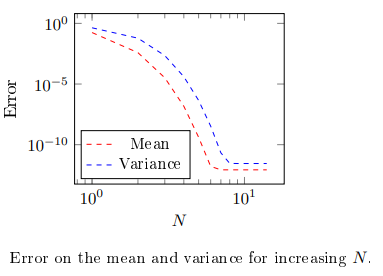 10⁰
10⁻⁵
10⁻¹⁰
Error
Mean
Variance
10⁰ 10¹
N
Error on the mean and variance for increasing N.